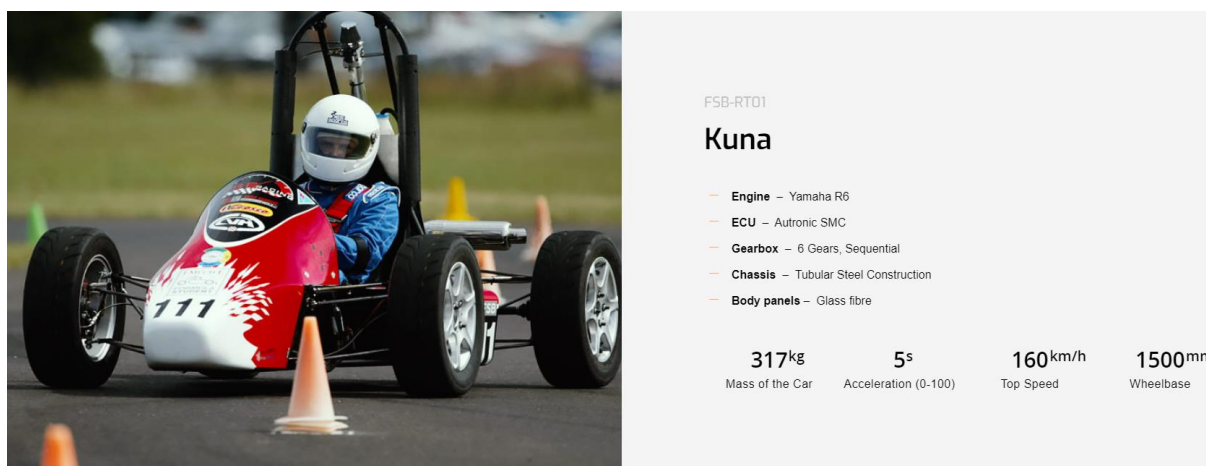 111
FSB-RT01
Kuna
— Engine – Yamaha R6
— ECU – Autronic SMC
— Gearbox – 6 Gears, Sequential
— Chassis – Tubular Steel Construction
— Body panels – Glass fibre
317kg 5s 160km/h 1500mm
Mass of the Car Acceleration (0-100) Top Speed Wheelbase